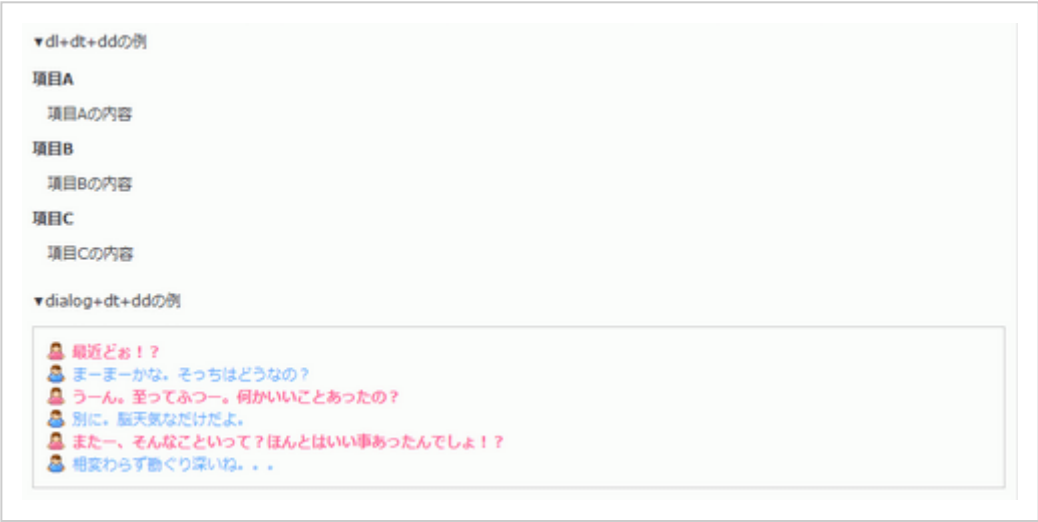 ▼dl+dt+ddの例
項目A
項目Aの内容
項目B
項目Bの内容
項目C
項目Cの内容
▼dialog+dt+ddの例
最近どぉ！？
まーまーかな。そっちはどうなの？
うーん。至ってふつー。何かいいことあったの？
別に。脳天気なだけだよ。
またー、そんなこといって？ほんとはいい事あったんでしょ！？
相変わらず勘ぐり深いね。。。